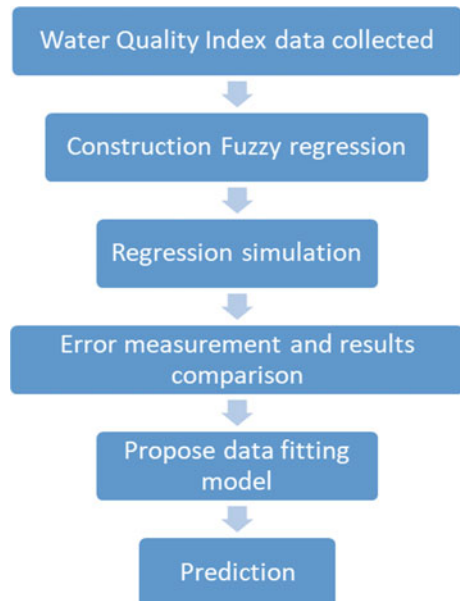 Water Quality Index data collected
Construction Fuzzy regression
Regression simulation
Error measurement and results
comparison
Propose data fitting
model
Prediction